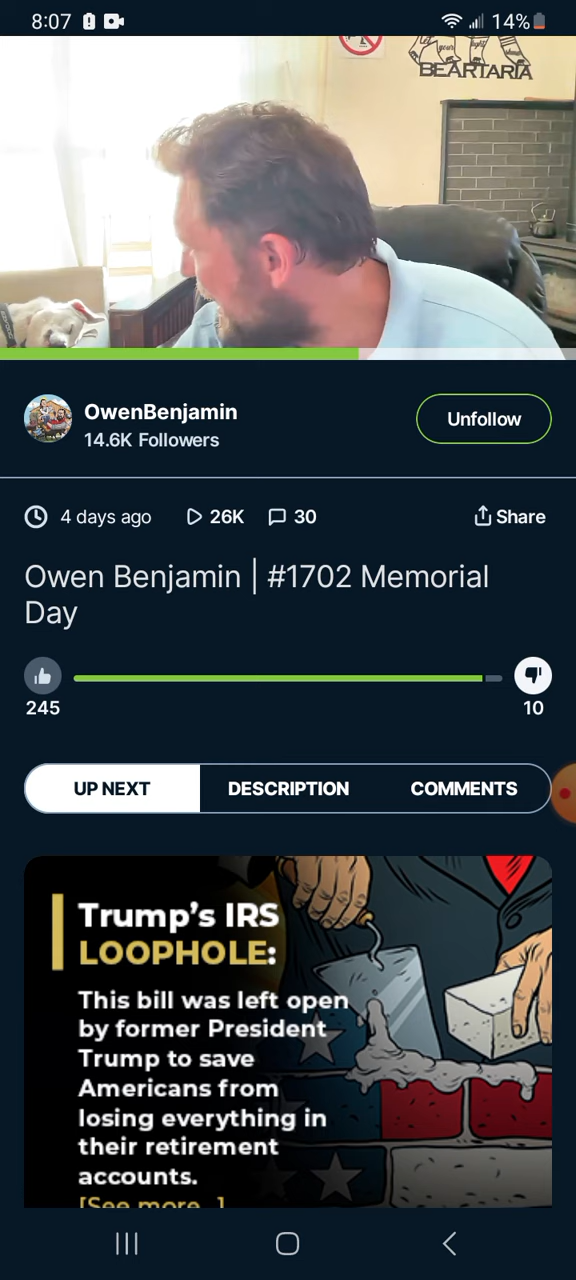 8:07
14%
BEARTARIA
OwenBenjamin
14.6K Followers
Unfollow
4 days ago
26K
30
Share
Owen Benjamin | #1702 Memorial
Day
245
10
UP NEXT
DESCRIPTION
COMMENTS
Trump's IRS
LOOPHOLE:
This bill was left open
by former President
Trump to save
Americans from
losing everything in
their retirement
accounts.
[See more..]